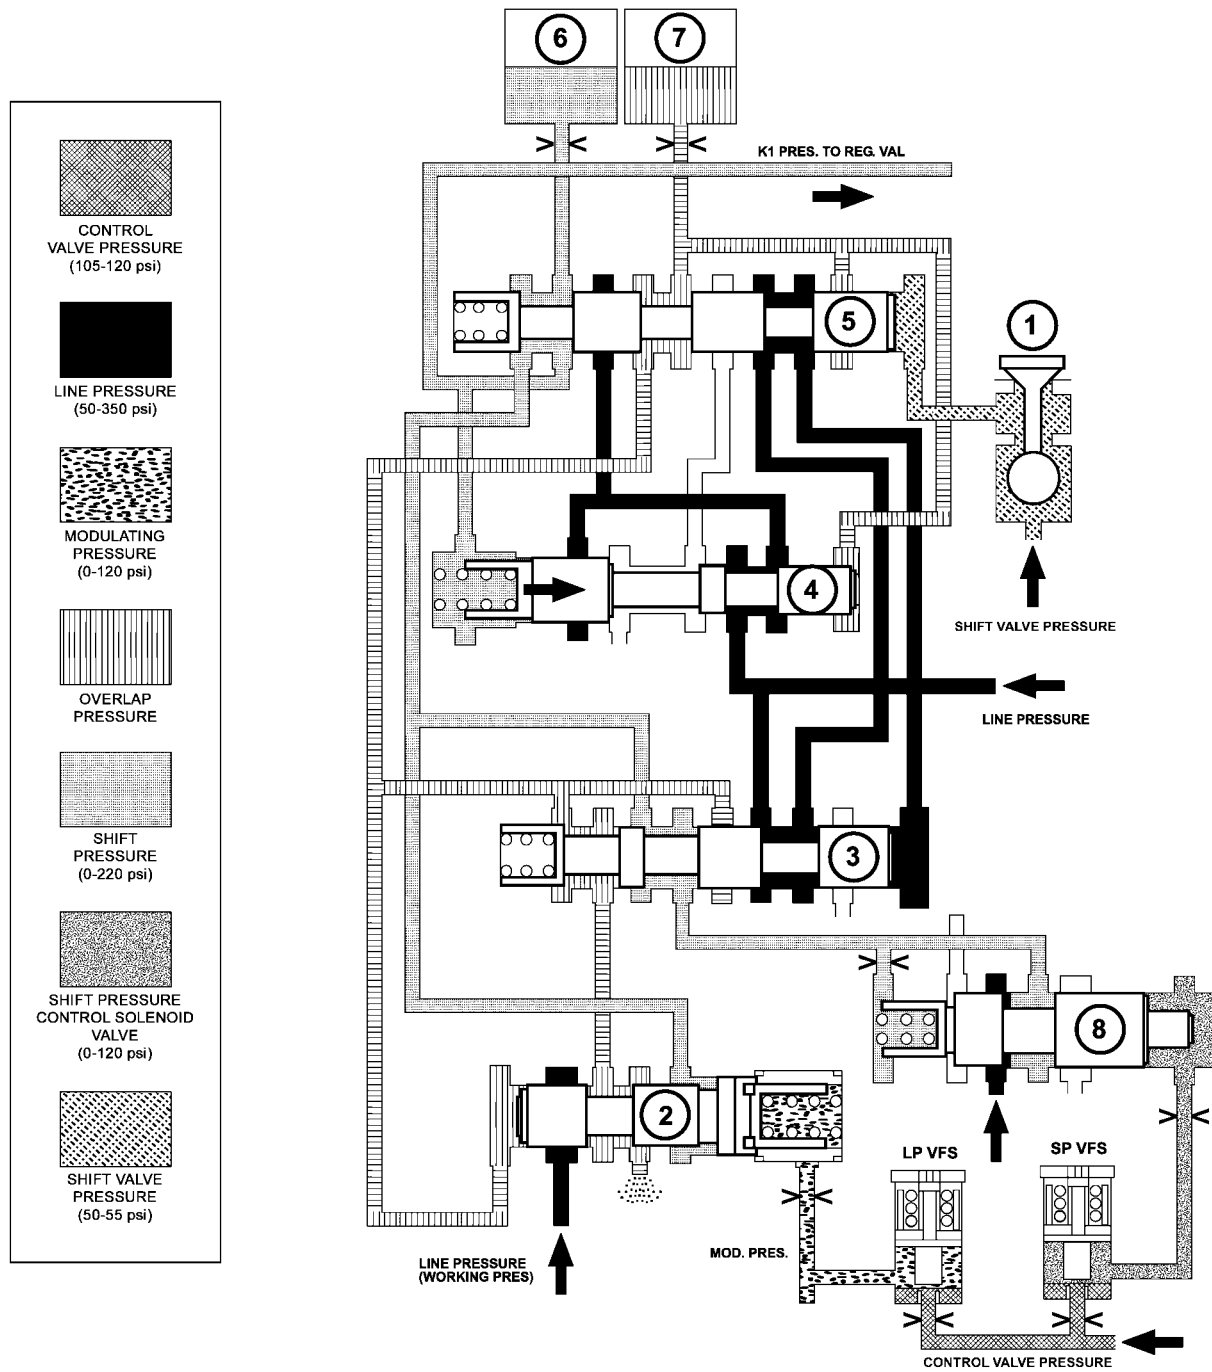 6
7
K1 PRES. TO REG. VAL
CONTROL
VALVE PRESSURE
(105-120 psi)
5
1
LINE PRESSURE
(50-350 psi)
MODULATING
PRESSURE
(0-120 psi)
4
SHIFT VALVE PRESSURE
OVERLAP
PRESSURE
LINE PRESSURE
SHIFT
PRESSURE
(0-220 psi)
3
SHIFT PRESSURE
CONTROL SOLENOID
VALVE
(0-120 psi)
8
2
LP VFS
SP VFS
SHIFT VALVE
PRESSURE
(50-55 psi)
MOD. PRES.
LINE PRESSURE
(WORKING PRES)
CONTROL VALVE PRESSURE